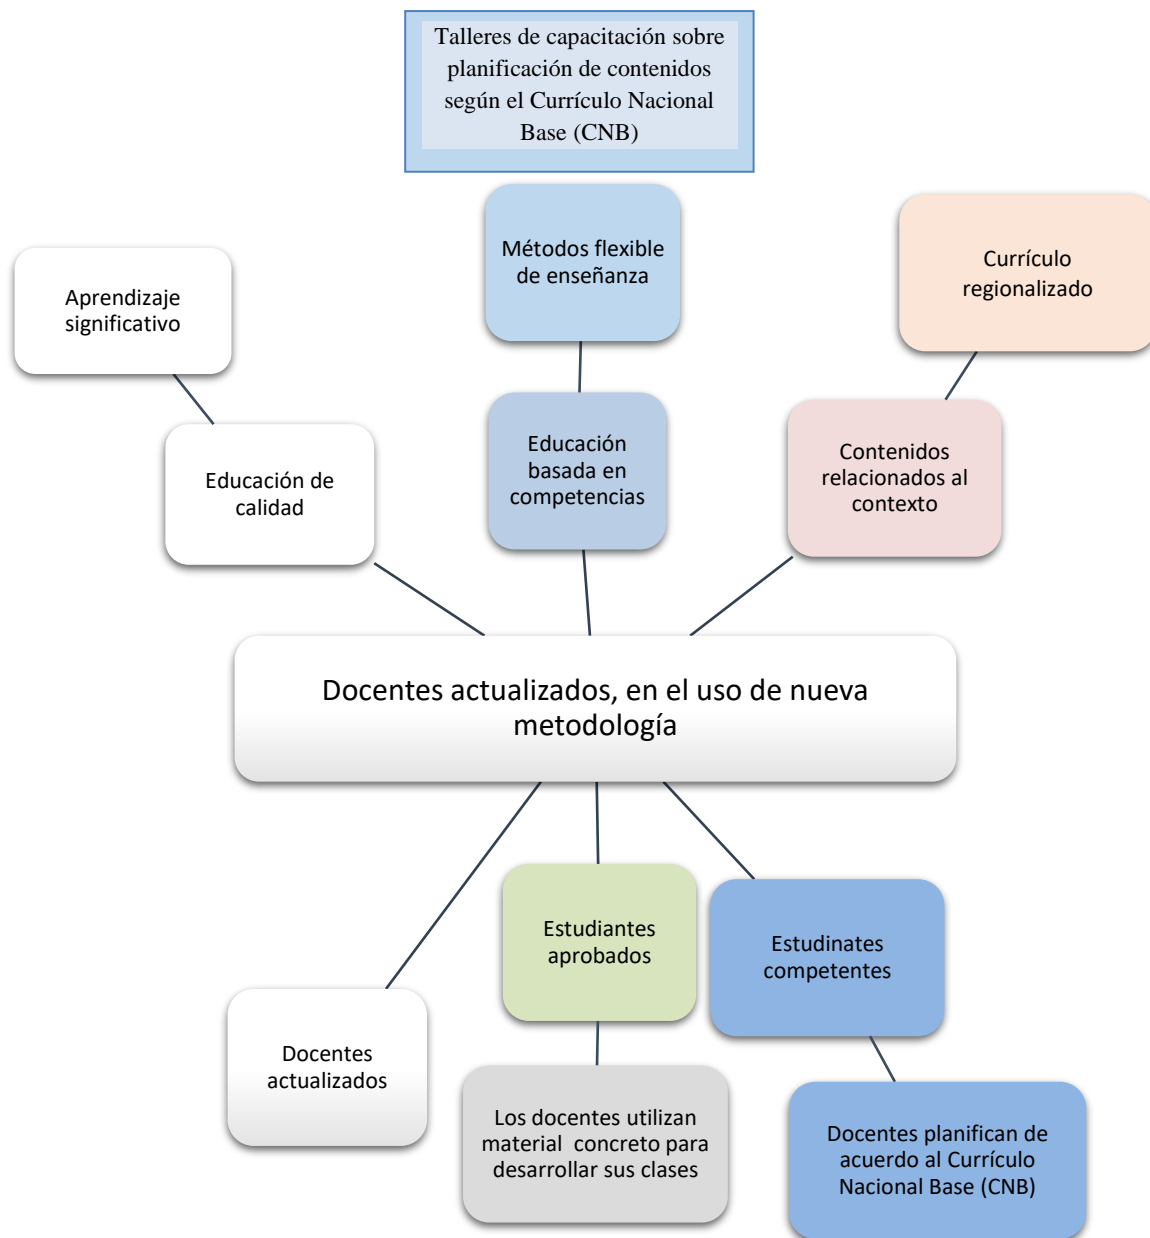 Talleres de capacitación sobre
planificación de contenidos
según el Currículo Nacional
Base (CNB)
Métodos flexible
de enseñanza
Currículo
regionalizado
Aprendizaje
significativo
Educación
basada en
competencias
Contenidos
relacionados al
contexto
Educación de
calidad
Docentes actualizados, en el uso de nueva
metodología
Estudiantes
aprobados
Estudinates
competentes
Docentes
actualizados
Los docentes utilizan
material concreto para
desarrollar sus clases
Docentes planifican de
acuerdo al Currículo
Nacional Base (CNB)